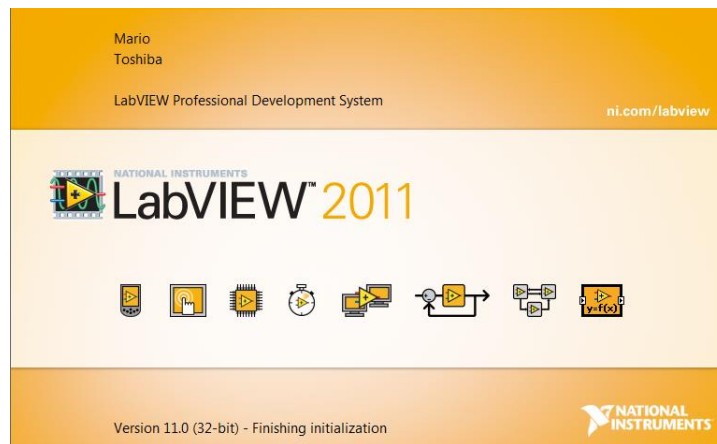 Mario
Toshiba
LabVIEW Professional Development System
ni.com/labview
NATIONAL INSTRUMENTS
LabVIEW™ 2011
y=f(x)
Version 11.0 (32-bit) - Finishing initialization
NATIONAL
INSTRUMENTS